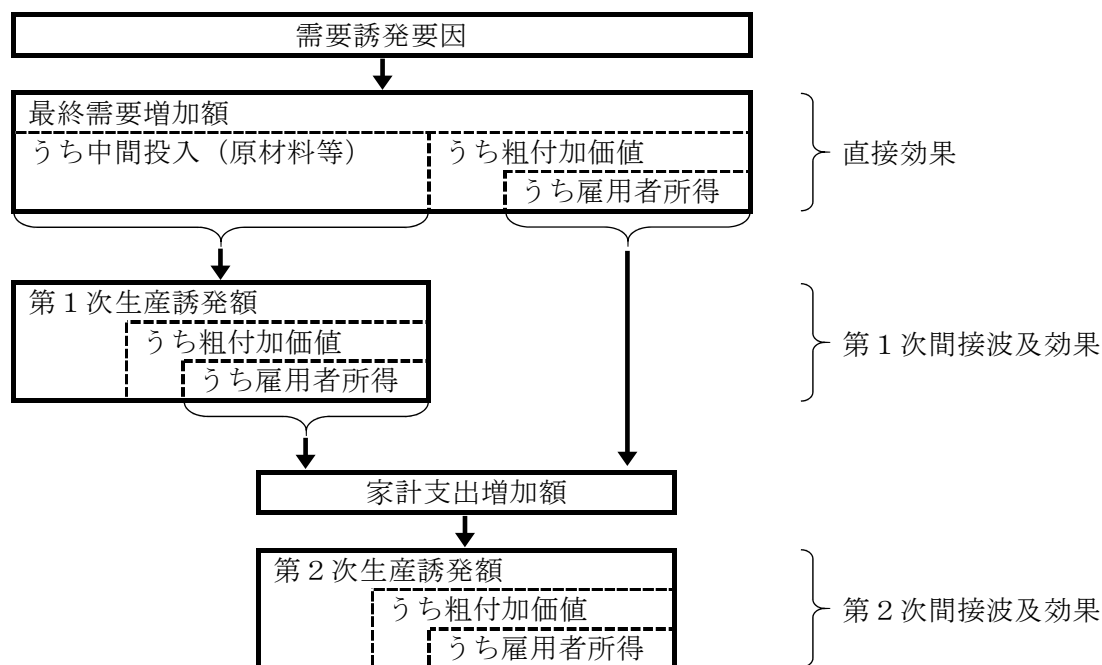 需要誘発要因
最終需要増加額
うち中間投入（原材料等）
うち粗付加価値
うち雇用者所得
直接効果
第１次生産誘発額
うち粗付加価値
うち雇用者所得
第１次間接波及効果
家計支出増加額
第２次生産誘発額
うち粗付加価値
うち雇用者所得
第２次間接波及効果